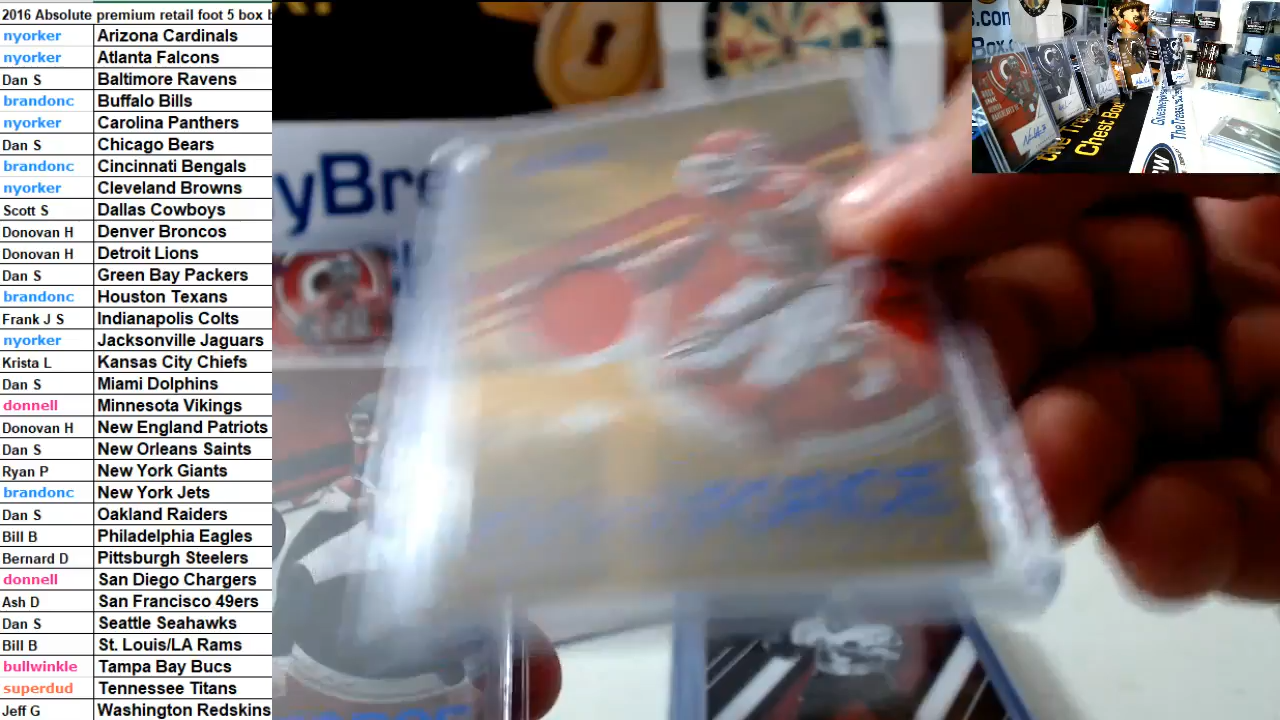 2016 Absolute premium retail foot 5 box b
nyorker Arizona Cardinals
nyorker Atlanta Falcons
Dan S Baltimore Ravens
brandonc Buffalo Bills
nyorker Carolina Panthers
Dan S Chicago Bears
brandonc Cincinnati Bengals
nyorker Cleveland Browns
Scott S Dallas Cowboys
Donovan H Denver Broncos
Donovan H Detroit Lions
Dan S Green Bay Packers
brandonc Houston Texans
Frank J S Indianapolis Colts
nyorker Jacksonville Jaguars
Krista L Kansas City Chiefs
Dan S Miami Dolphins
donnell Minnesota Vikings
Donovan H New England Patriots
Dan S New Orleans Saints
Ryan P New York Giants
brandonc New York Jets
Dan S Oakland Raiders
Bill B Philadelphia Eagles
Bernard D Pittsburgh Steelers
donnell San Diego Chargers
Ash D San Francisco 49ers
Dan S Seattle Seahawks
Bill B St. Louis/LA Rams
bullwinkle Tampa Bay Bucs
superdud Tennessee Titans
Jeff G Washington Redskins
yBre
s.com
Box.c
Chest Box